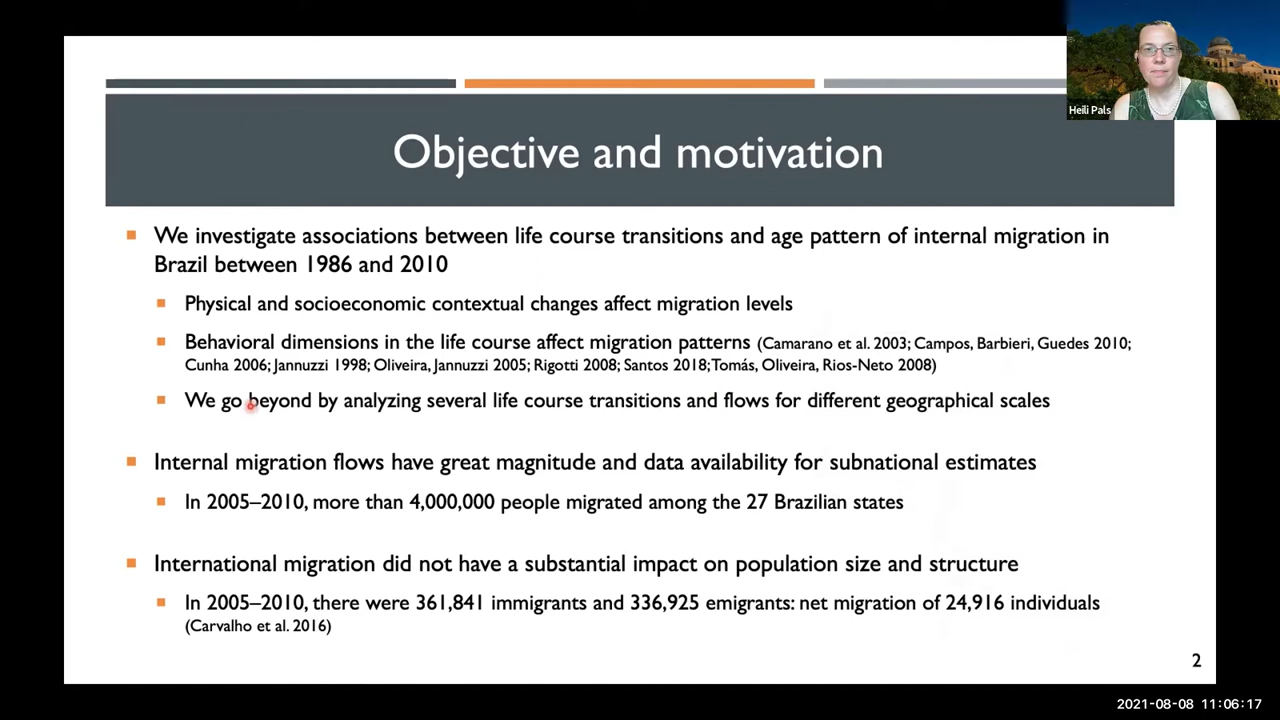 Heili Pals
Objective and motivation
We investigate associations between life course transitions and age pattern of internal migration in
Brazil between 1986 and 2010
Physical and socioeconomic contextual changes affect migration levels
Behavioral dimensions in the life course affect migration patterns (Camarano et al. 2003; Campos, Barbieri, Guedes 2010;
Cunha 2006; Jannuzzi 1998; Oliveira, Jannuzzi 2005; Rigotti 2008; Santos 2018; Tomás, Oliveira, Rios-Neto 2008)
We go beyond by analyzing several life course transitions and flows for different geographical scales
Internal migration flows have great magnitude and data availability for subnational estimates
In 2005–2010, more than 4,000,000 people migrated among the 27 Brazilian states
International migration did not have a substantial impact on population size and structure
In 2005–2010, there were 361,841 immigrants and 336,925 emigrants: net migration of 24,916 individuals
(Carvalho et al. 2016)
2
2021-08-08 11:06:17